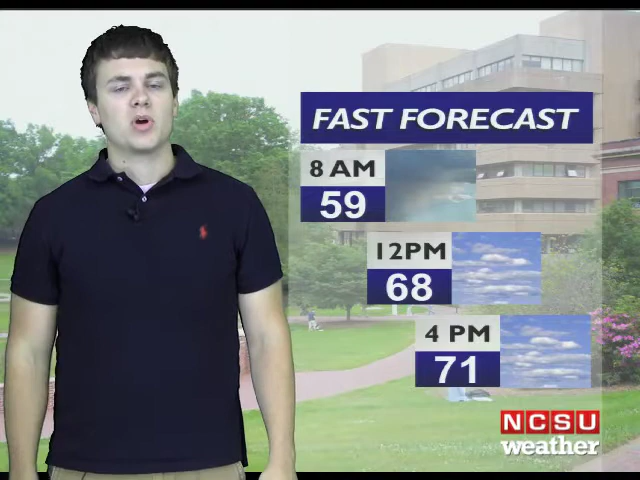 FAST FORECAST
8 AM
59
12PM
68
4 PM
71
NCSU
weather